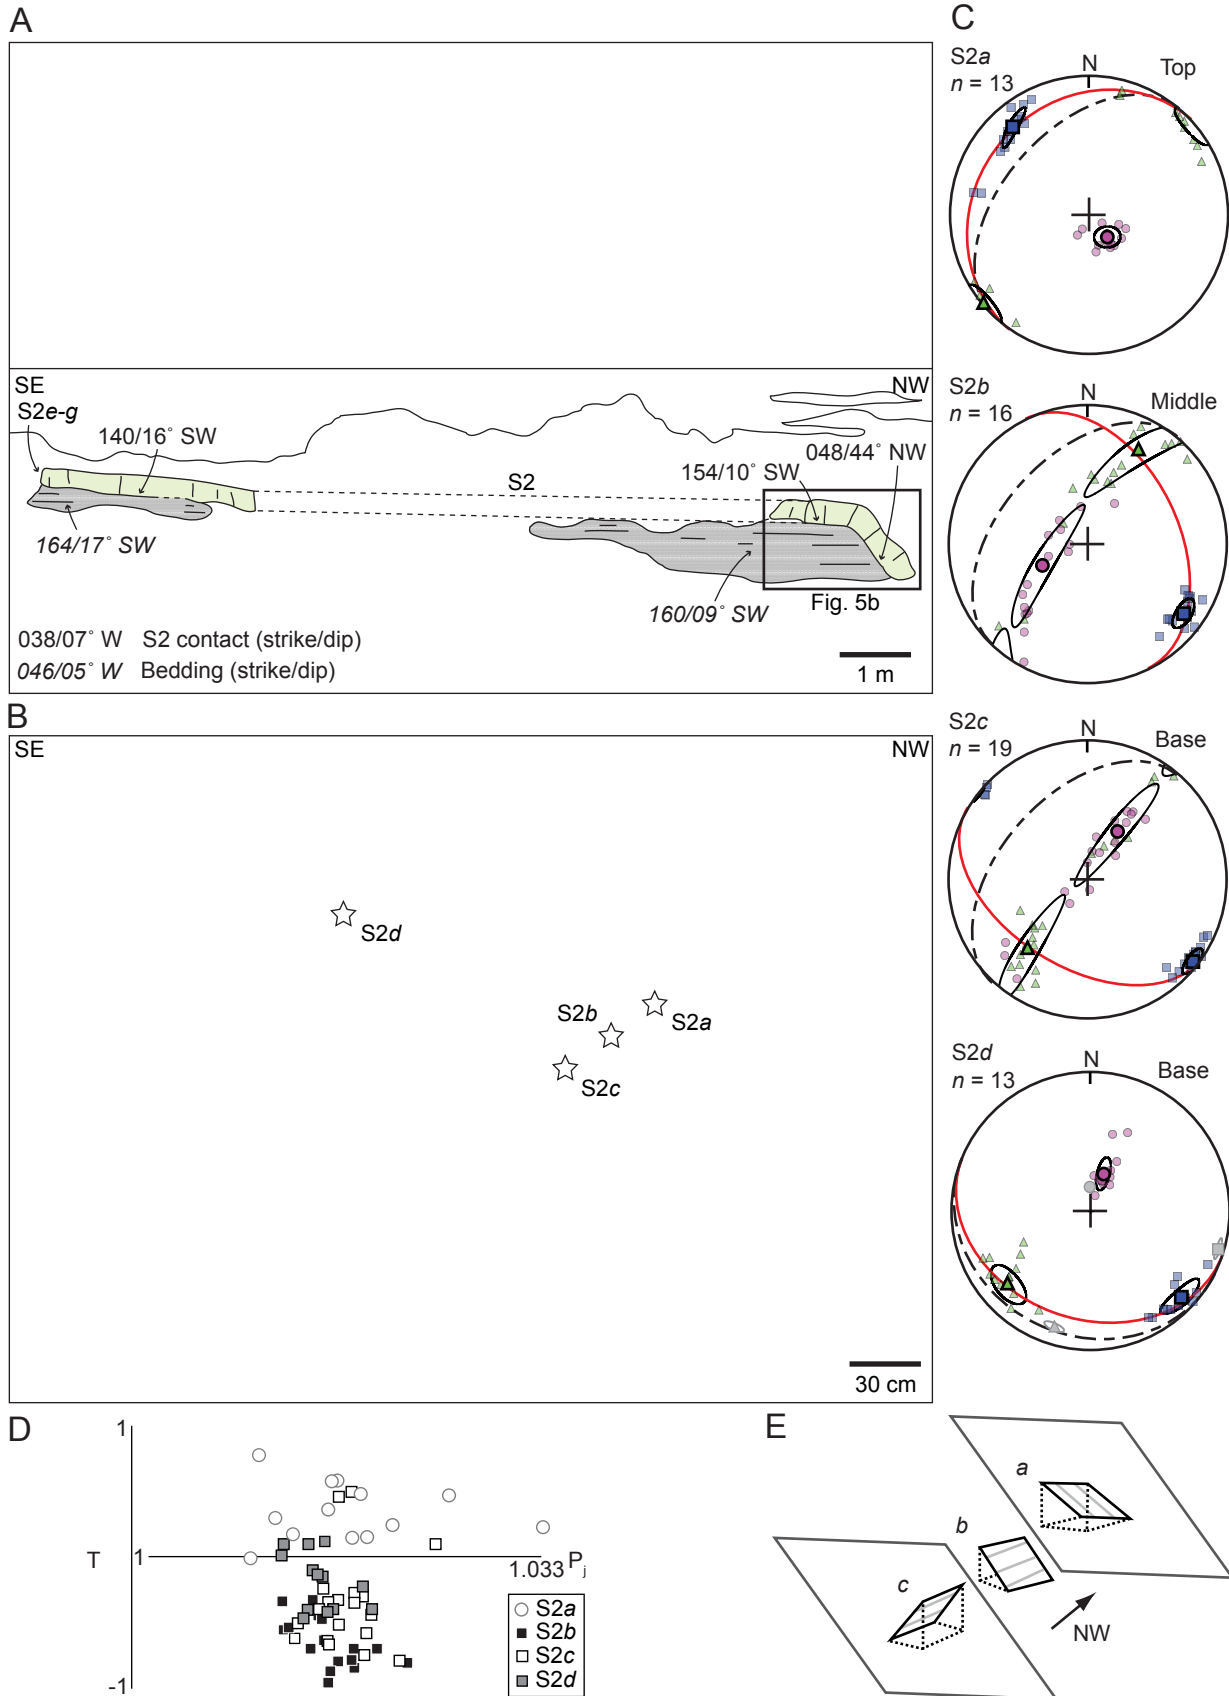 A
SE
NW
S2e-g
140/16° SW
S2
154/10° SW
048/44° NW
164/17° SW
160/09° SW
Fig. 5b
038/07° W S2 contact (strike/dip)
046/05° W Bedding (strike/dip)
1 m
B
SE
NW
S2d
S2b
S2a
S2c
30 cm
C
S2a
n = 13
N
Top
S2b
n = 16
N
Middle
S2c
n = 19
N
Base
S2d
n = 13
N
Base
D
1
T
1
1.033
Pj
-1
S2a
S2b
S2c
S2d
E
a
b
c
NW